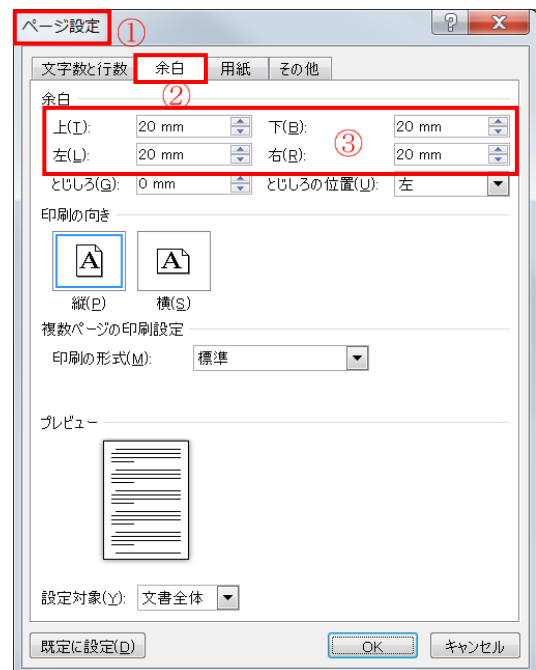 ページ設定 ①
文字数と行数 余白 用紙 その他
余白 ②
上(T): 20 mm 下(B): 20 mm
③
左(L): 20 mm 右(R): 20 mm
とじしろ(G): 0 mm とじしろの位置(U): 左
印刷の向き
A A
縦(P) 横(S)
複数ページの印刷設定
印刷の形式(M): 標準
プレビュー
設定対象(Y): 文書全体
既定に設定(D) OK キャンセル